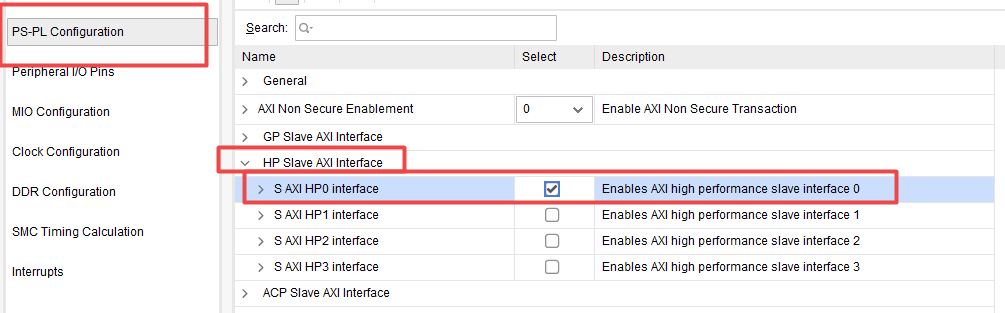 PS-PL Configuration
Peripheral I/O Pins
MIO Configuration
Clock Configuration
DDR Configuration
SMC Timing Calculation
Interrupts
Search:
Name Select Description
General
AXI Non Secure Enablement 0 Enable AXI Non Secure Transaction
GP Slave AXI Interface
HP Slave AXI Interface
S AXI HP0 interface Enables AXI high performance slave interface 0
S AXI HP1 interface Enables AXI high performance slave interface 1
S AXI HP2 interface Enables AXI high performance slave interface 2
S AXI HP3 interface Enables AXI high performance slave interface 3
ACP Slave AXI Interface